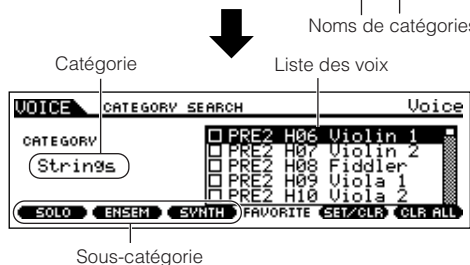 Noms de catégories
Catégorie
Liste des voix
VOICE CATEGORY SEARCH Voice
CATEGORY
Strings
PRE2 H06 Violin 1
PRE2 H07 Violin 2
PRE2 H08 Fiddler
PRE2 H09 Viola 1
PRE2 H10 Viola 2
SOLO ENSEM SYNTH FAVORITE SET/CLR CLR ALL
Sous-catégorie